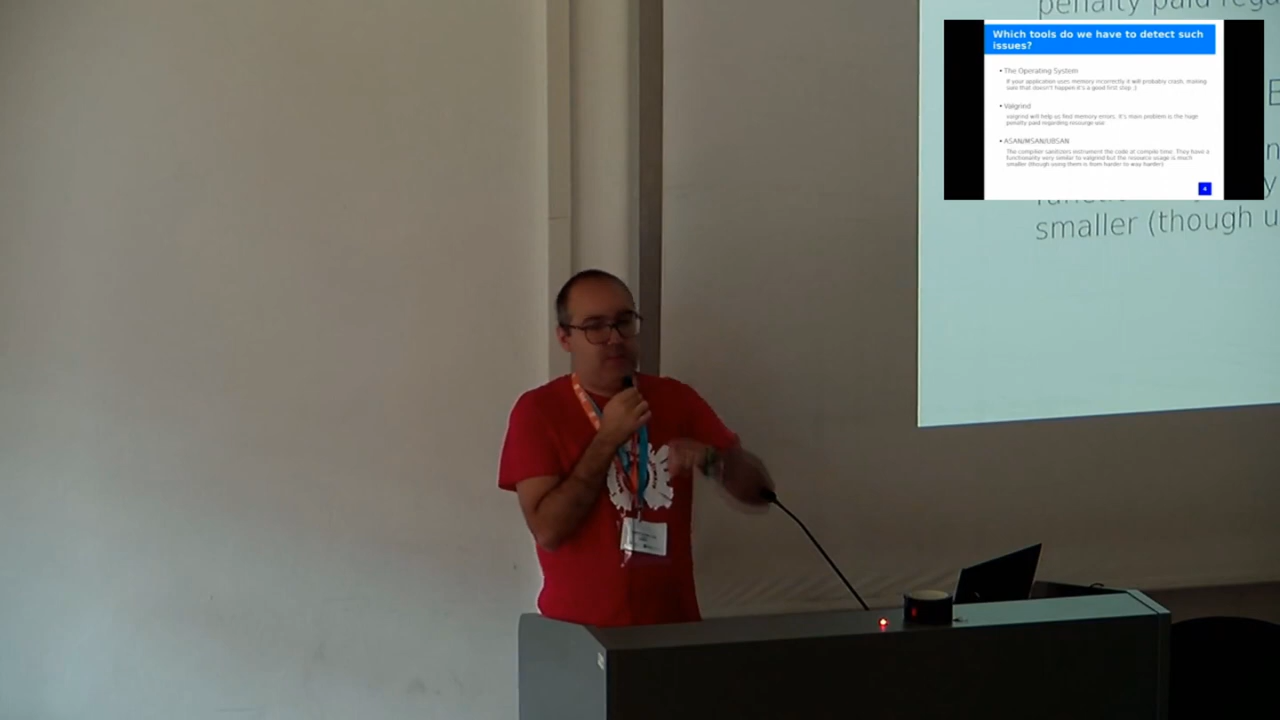 penalty paid rega
smaller (though u
Which tools do we have to detect such
issues?
• The Operating System
If your application uses memory incorrectly it will probably crash, making
sure that doesn't happen it's a good first step :)
• Valgrind
valgrind will help us find memory errors. It's main problem is the huge
penalty paid regarding resource use
• ASAN/MSAN/UBSAN
The compiler sanitizers instrument the code at compile time. They have a
functionality very similar to valgrind but the resource usage is much
smaller (though using them is from harder to way harder)
4